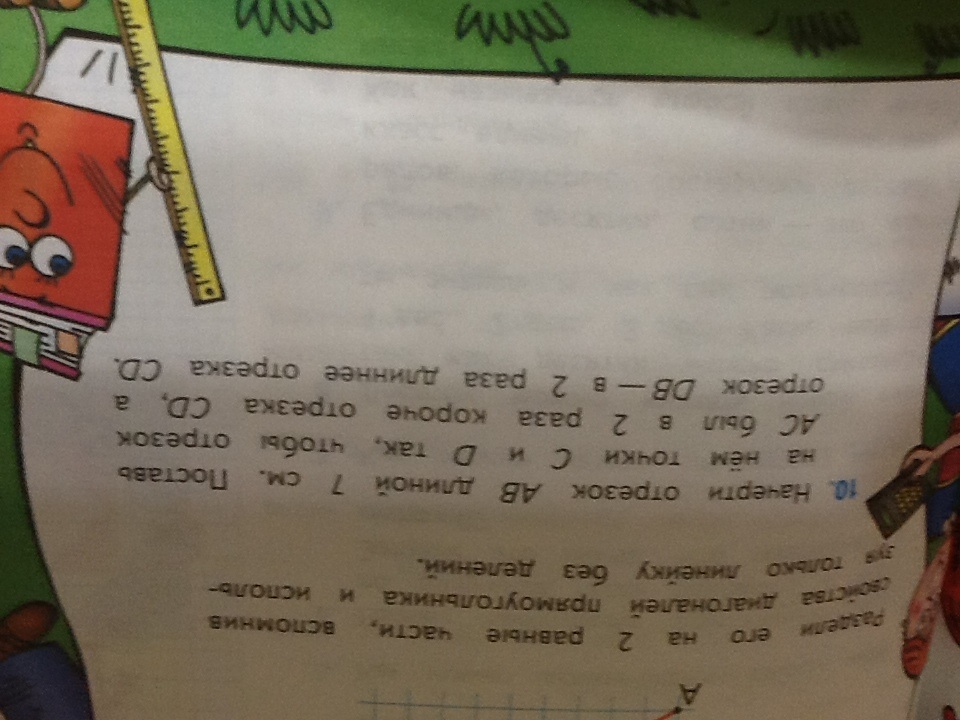 А
Раздели его на 2 равные части, вспомнив
свойства диагоналей прямоугольника и исполь-
зуя только линейку без делений.
10. Начерти отрезок АВ длиной 7 см. Поставь
на нём точки C и D так, чтобы отрезок
АС был в 2 раза короче отрезка CD, а
отрезок DB — в 2 раза длиннее отрезка CD.